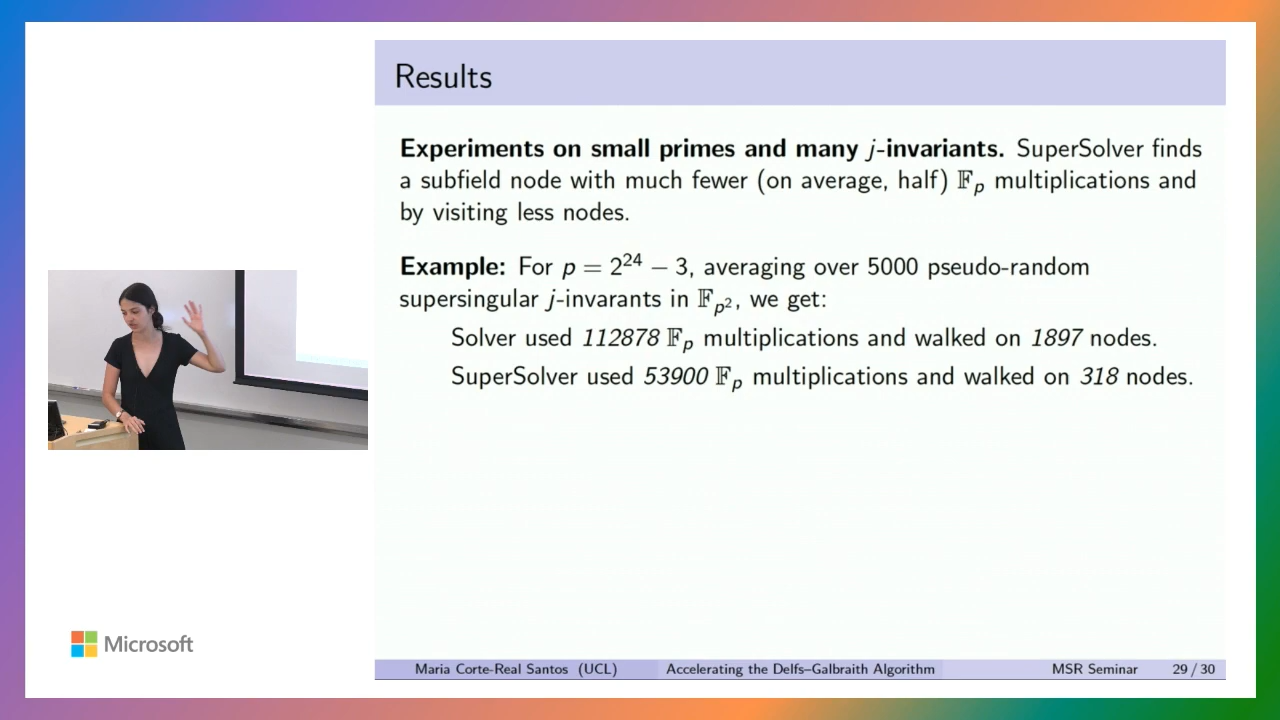 Results
Experiments on small primes and many j-invariants. SuperSolver finds
a subfield node with much fewer (on average, half) 𝔽ₚ multiplications and
by visiting less nodes.
Example: For p = 2²⁴ − 3, averaging over 5000 pseudo-random
supersingular j-invarants in 𝔽ₚ², we get:
Solver used 112878 𝔽ₚ multiplications and walked on 1897 nodes.
SuperSolver used 53900 𝔽ₚ multiplications and walked on 318 nodes.
Microsoft
Maria Corte-Real Santos (UCL) Accelerating the Delfs–Galbraith Algorithm MSR Seminar 29 / 30